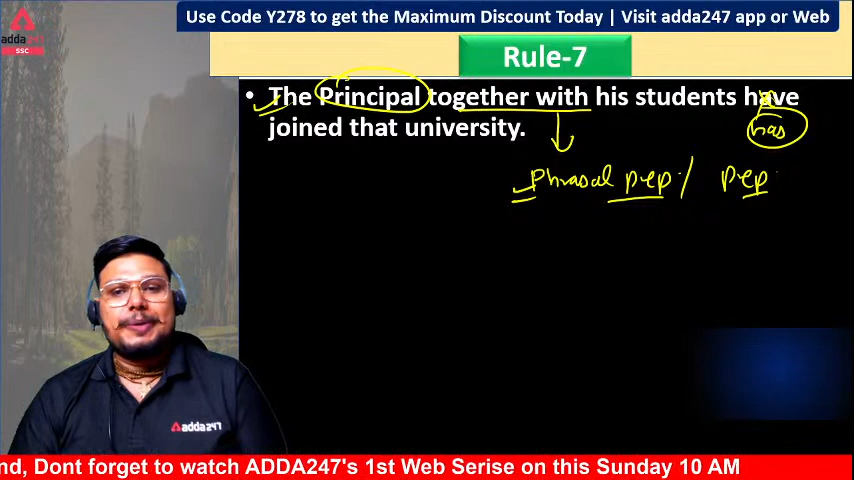 Use Code Y278 to get the Maximum Discount Today | Visit adda247 app or Web
adda247
SSC
Rule-7
• The Principal together with his students have
joined that university.
has
phrasal prep / prep
adda247
nd, Dont forget to watch ADDA247's 1st Web Serise on this Sunday 10 AM